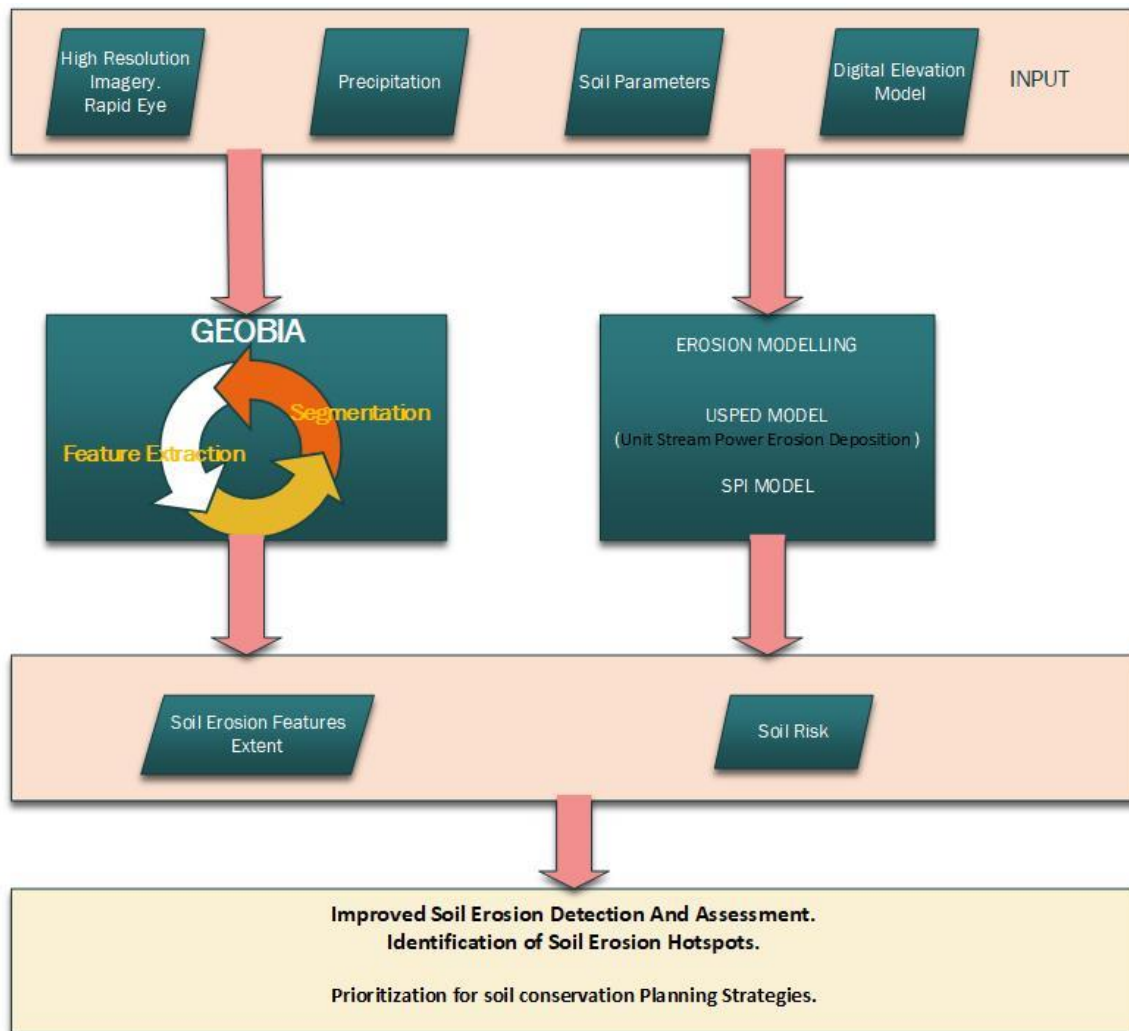 High Resolution
Imagery.
Rapid Eye
Precipitation
Soil Parameters
Digital Elevation
Model
INPUT
GEOBIA
Segmentation
Feature Extraction
EROSION MODELLING
USPED MODEL
(Unit Stream Power Erosion Deposition )
SPI MODEL
Soil Erosion Features
Extent
Soil Risk
Improved Soil Erosion Detection And Assessment.
Identification of Soil Erosion Hotspots.
Prioritization for soil conservation Planning Strategies.